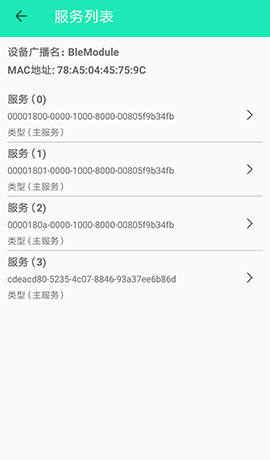 服务列表
设备广播名: BleModule
MAC地址: 78:A5:04:45:75:9C
服务 (0)
00001800-0000-1000-8000-00805f9b34fb
类型 (主服务)
服务 (1)
00001801-0000-1000-8000-00805f9b34fb
类型 (主服务)
服务 (2)
0000180a-0000-1000-8000-00805f9b34fb
类型 (主服务)
服务 (3)
cdeacd80-5235-4c07-8846-93a37ee6b86d
类型 (主服务)